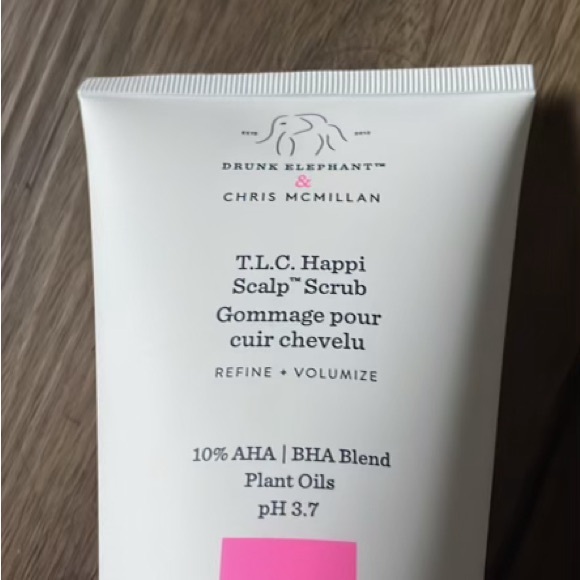 DRUNK ELEPHANT™
&
CHRIS MCMILLAN
T.L.C. Happi
Scalp™ Scrub
Gommage pour
cuir chevelu
REFINE + VOLUMIZE
10% AHA | BHA Blend
Plant Oils
pH 3.7